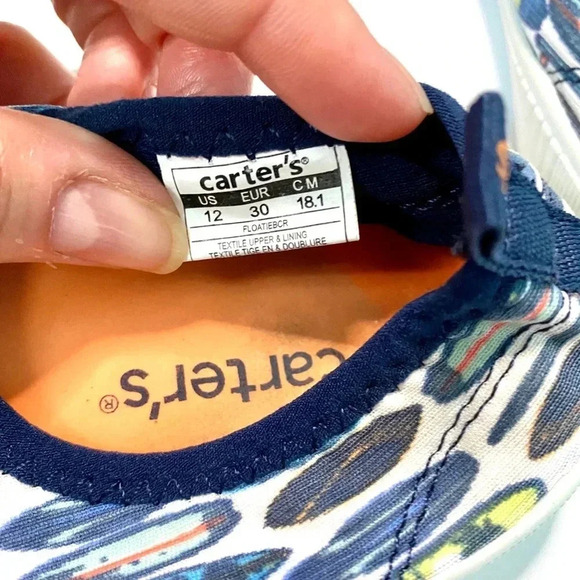 carter's®
US EUR CM
12 30 18.1
FLOATIEBCR
TEXTILE UPPER & LINING
TEXTILE TIGE EN & DOUBLURE
carter's®